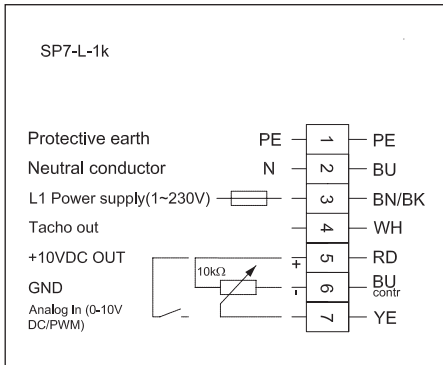 SP7-L-1k
Protective earth PE 1 PE
Neutral conductor N 2 BU
L1 Power supply(1~230V) 3 BN/BK
Tacho out 4 WH
+10VDC OUT + 5 RD
10kΩ
GND - 6 BU
contr
Analog In (0-10V
DC/PWM) 7 YE